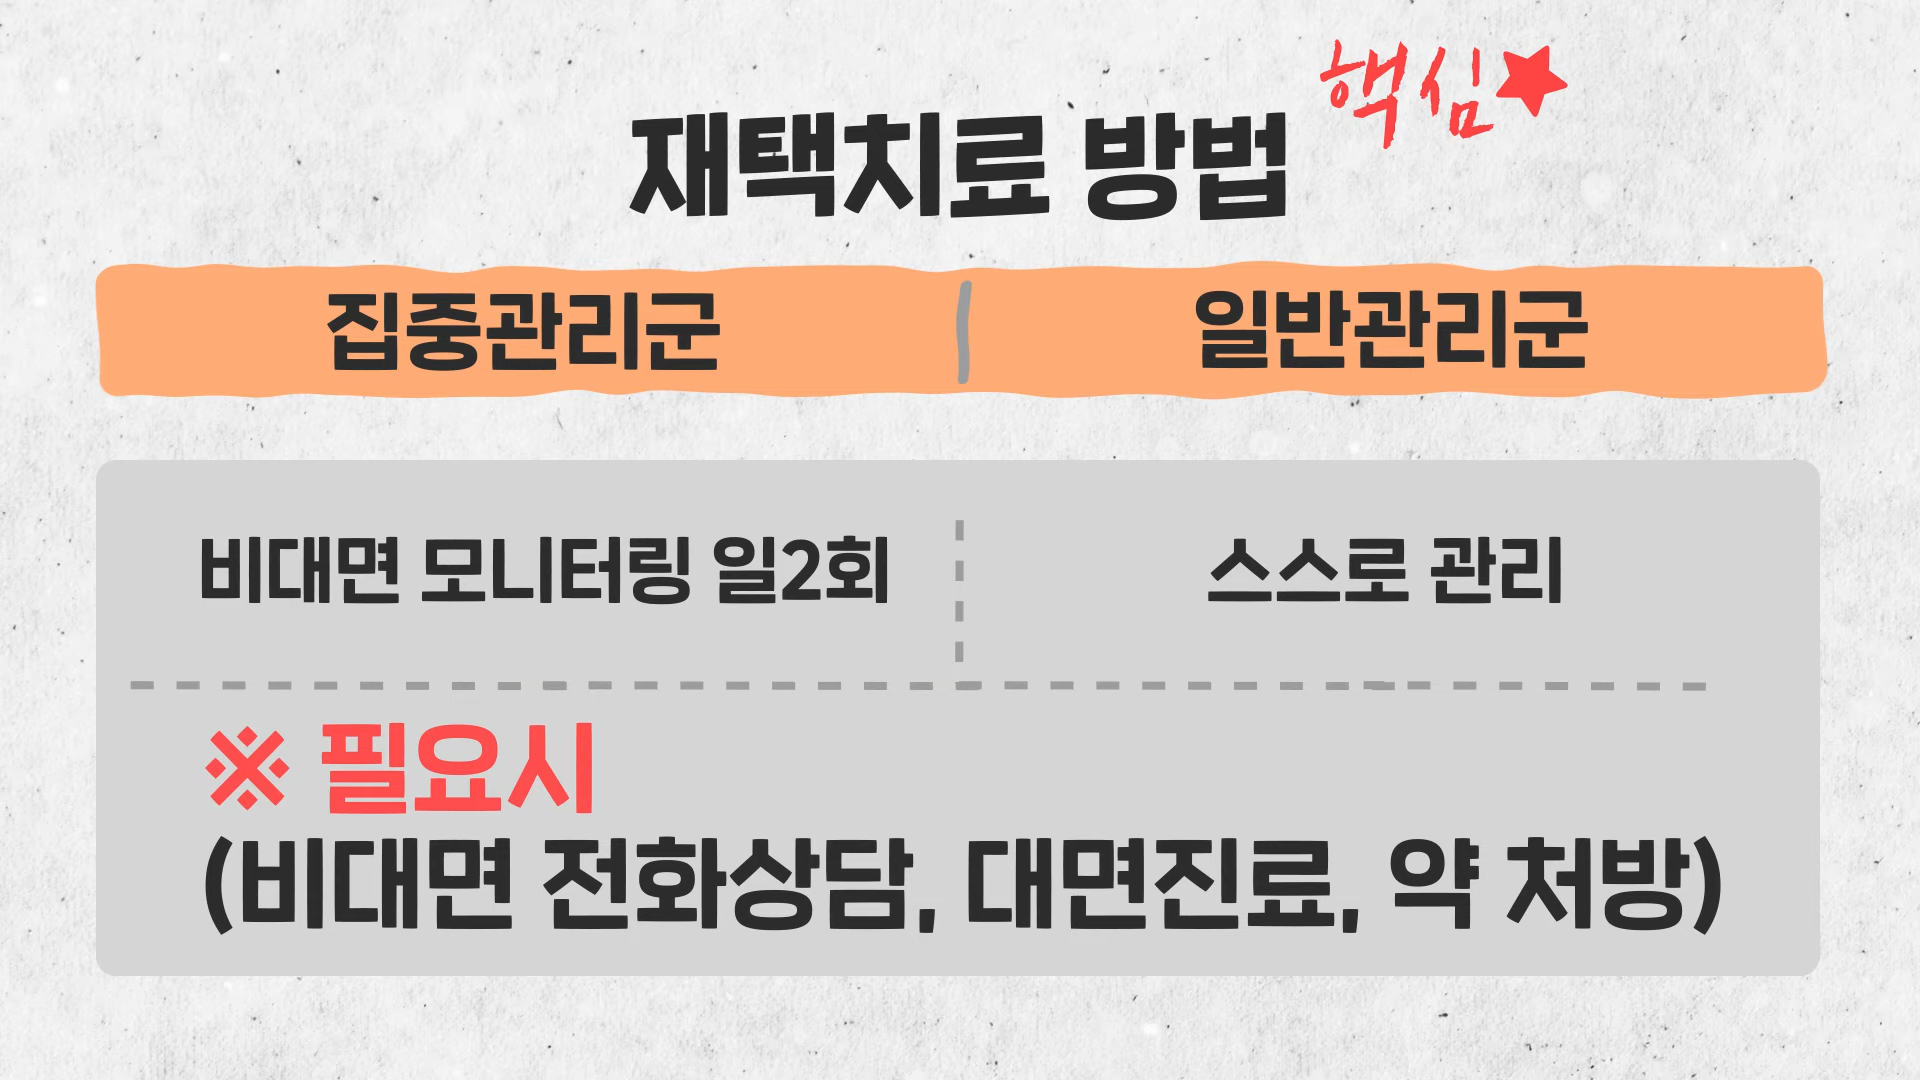 핵심★
재택치료 방법
집중관리군 일반관리군
비대면 모니터링 일2회 스스로 관리
※ 필요시
(비대면 전화상담, 대면진료, 약 처방)